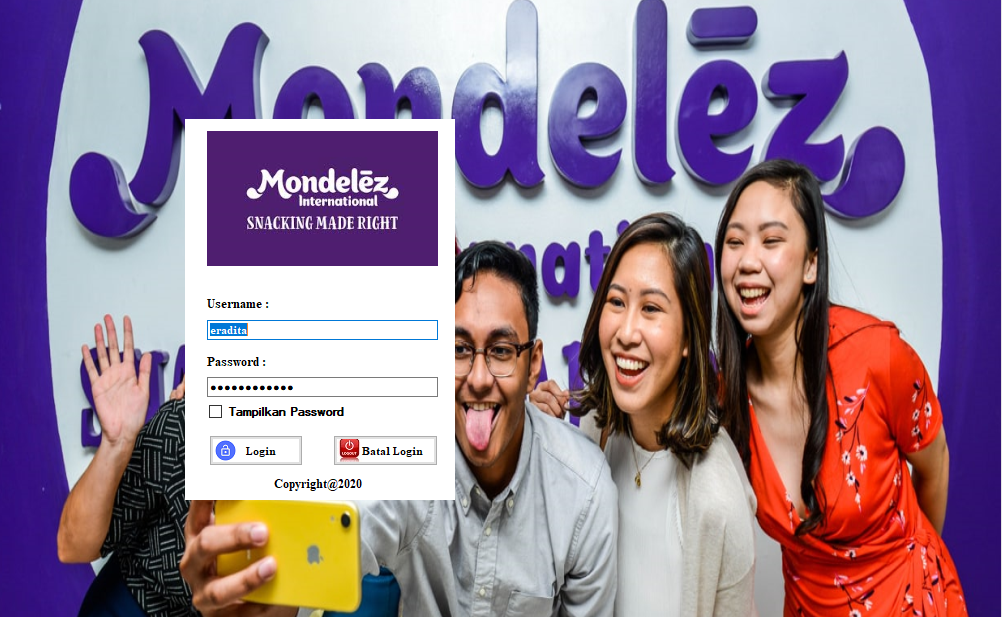 Mondelēz
Mondelēz
International
SNACKING MADE RIGHT
Username :
eradita
Password :
Tampilkan Password
Login
LOGOUT
Batal Login
Copyright@2020